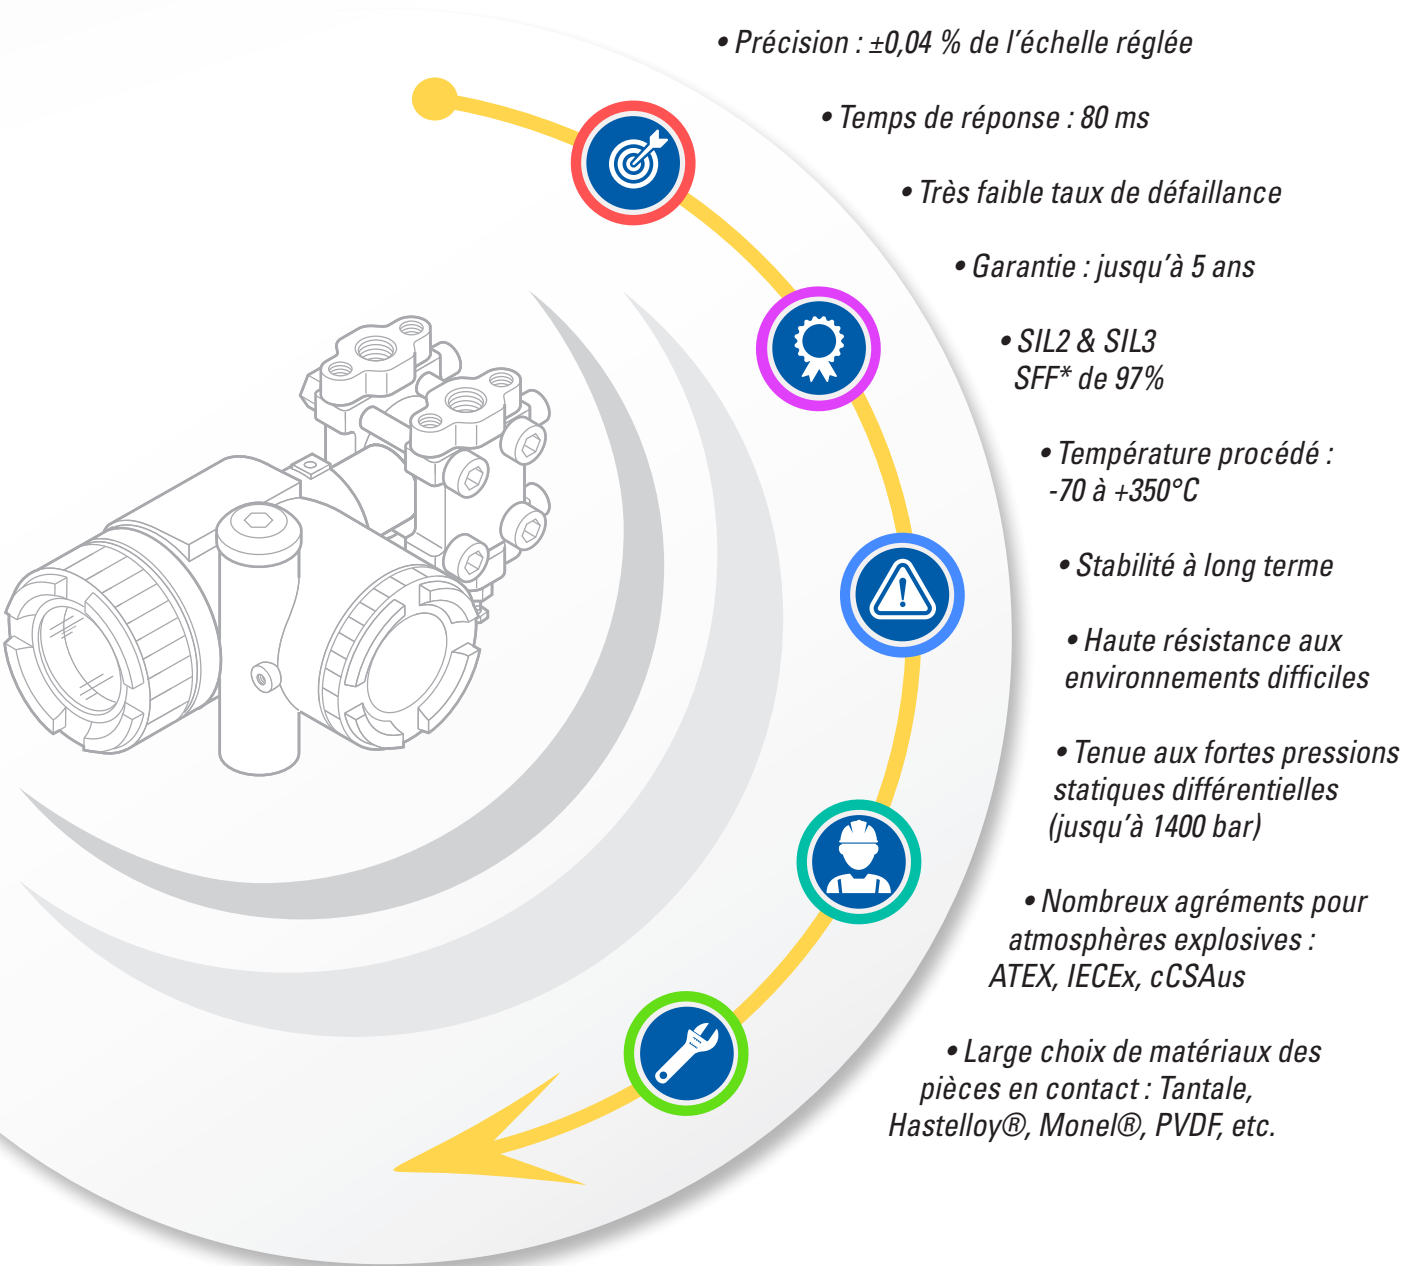 • Précision : ±0,04 % de l’échelle réglée
• Temps de réponse : 80 ms
• Très faible taux de défaillance
• Garantie : jusqu’à 5 ans
• SIL2 & SIL3
SFF* de 97%
• Température procédé :
-70 à +350°C
• Stabilité à long terme
• Haute résistance aux
environnements difficiles
• Tenue aux fortes pressions
statiques différentielles
(jusqu’à 1400 bar)
• Nombreux agréments pour
atmosphères explosives :
ATEX, IECEx, cCSAus
• Large choix de matériaux des
pièces en contact : Tantale,
Hastelloy®, Monel®, PVDF, etc.